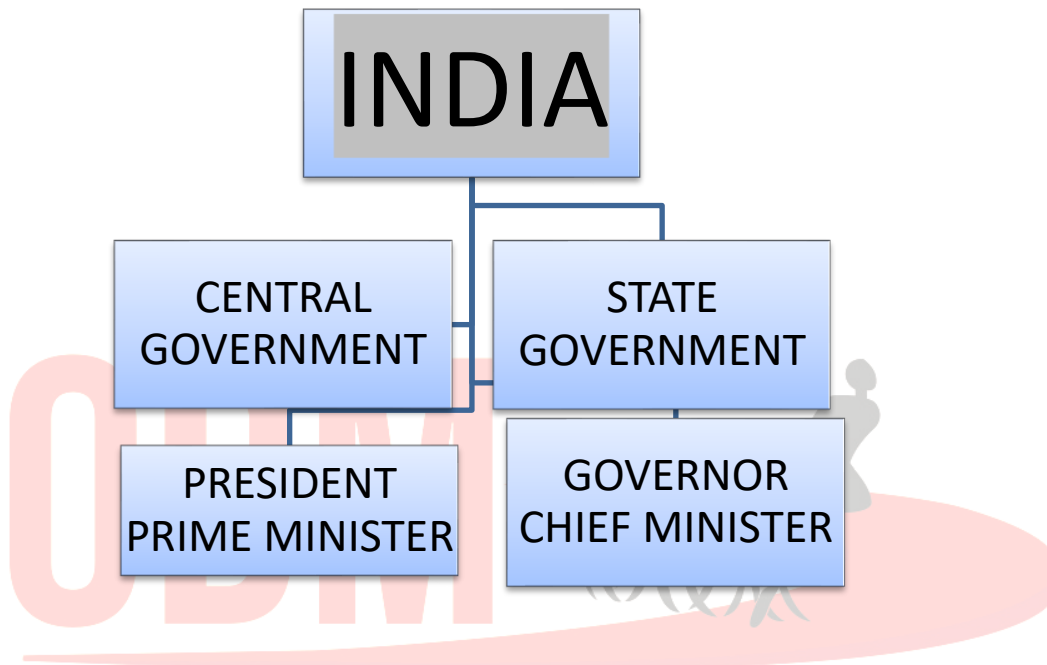 INDIA
CENTRAL
GOVERNMENT
STATE
GOVERNMENT
PRESIDENT
PRIME MINISTER
GOVERNOR
CHIEF MINISTER
ODM